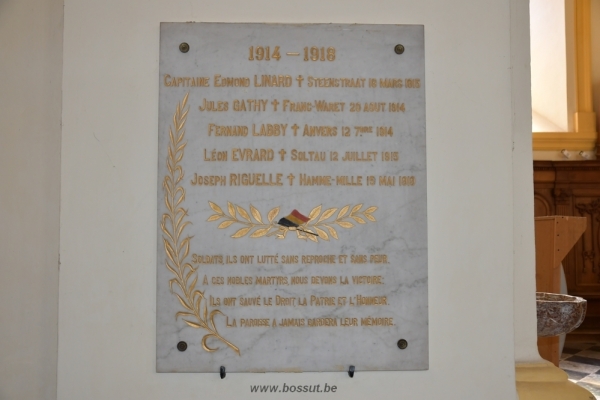 1914 – 1918
CAPITAINE EDMOND LINARD † STEENSTRAAT 18 MARS 1915
JULES GATHY † FRANC-WARET 20 AOUT 1914
FERNAND LABBY † ANVERS 12 7BRE 1914
LÉON EVRARD † SOLTAU 12 JUILLET 1915
JOSEPH RIGUELLE † HAMME-MILLE 19 MAI 1918
SOLDATS, ILS ONT LUTTÉ SANS REPROCHE ET SANS PEUR.
A CES NOBLES MARTYRS, NOUS DEVONS LA VICTOIRE;
ILS ONT SAUVÉ LE DROIT LA PATRIE ET L'HONNEUR.
LA PAROISSE A JAMAIS GARDERA LEUR MÉMOIRE.
www.bossut.be